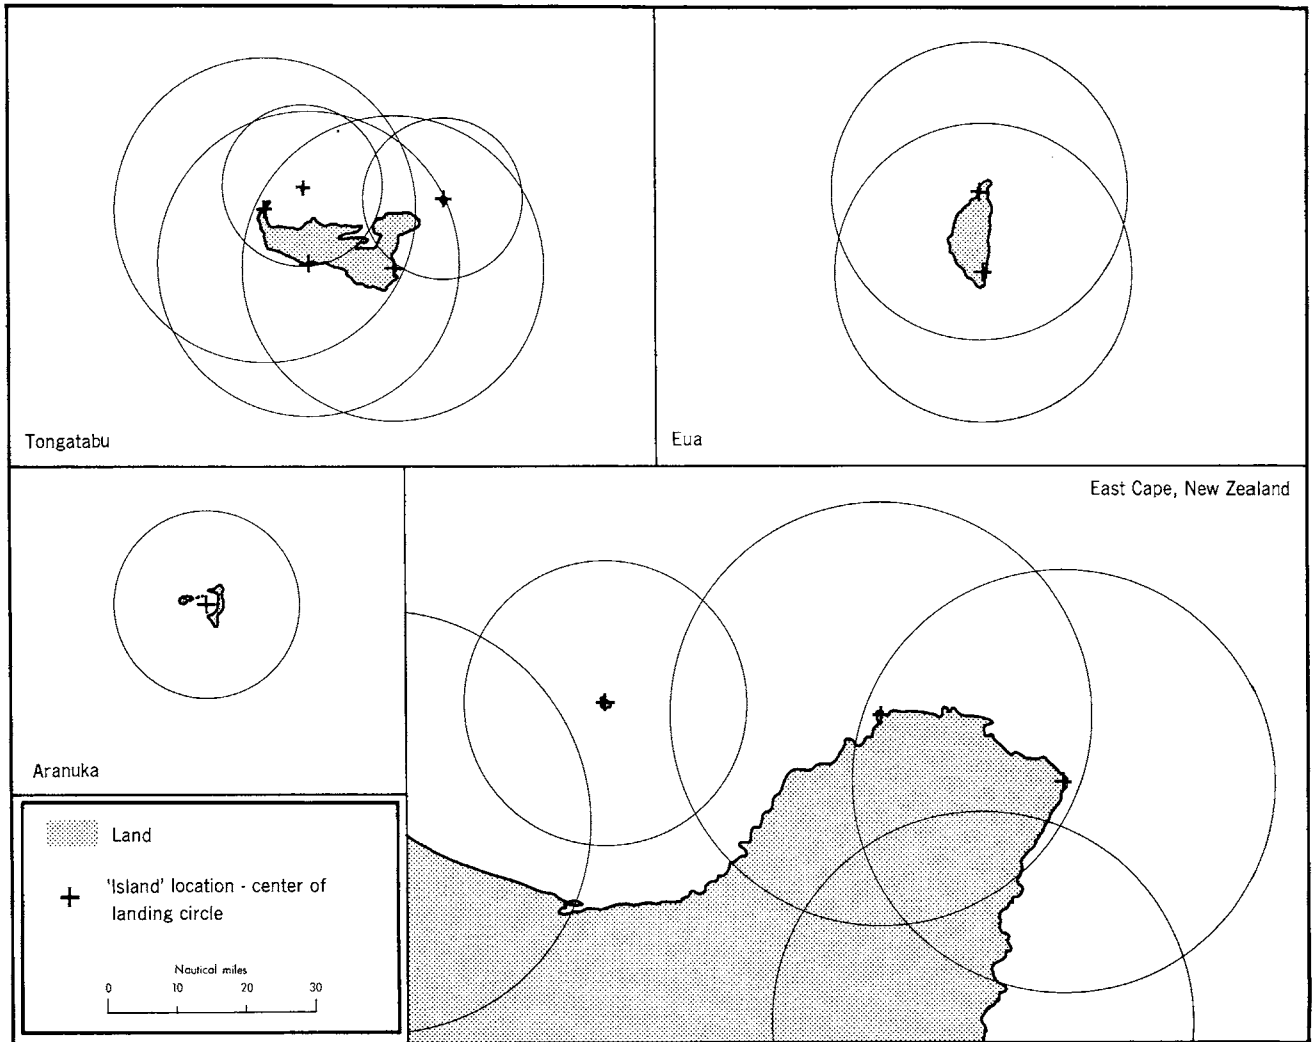 Tongatabu
Eua
Aranuka
East Cape, New Zealand
Land
'Island' location - center of
landing circle
Nautical miles
0 10 20 30